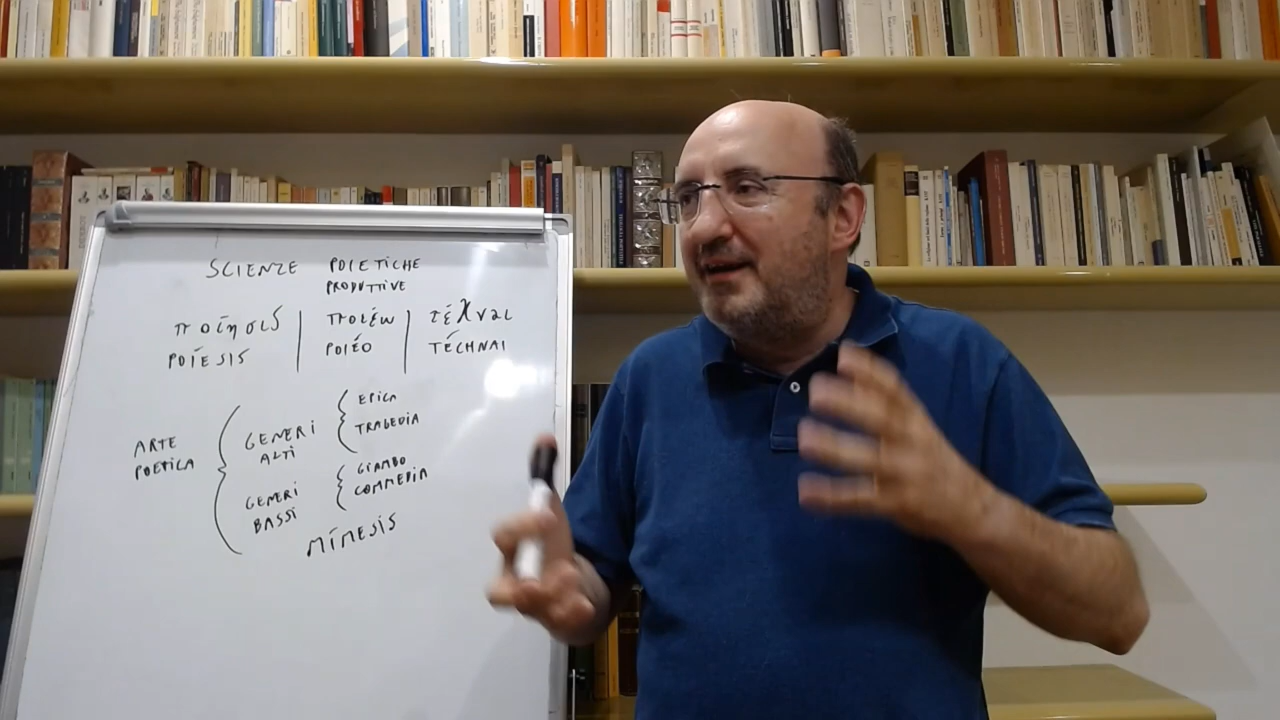 SCIENZE POIETICHE
PRODUTTIVE
ποίησις | ποιέω | τέχναι
POÍESIS | POIÉO | TÉCHNAI
ARTE
POETICA
GENERI
ALTI
EPICA
TRAGEDIA
GENERI
BASSI
GIAMBO
COMMEDIA
MÍMESIS